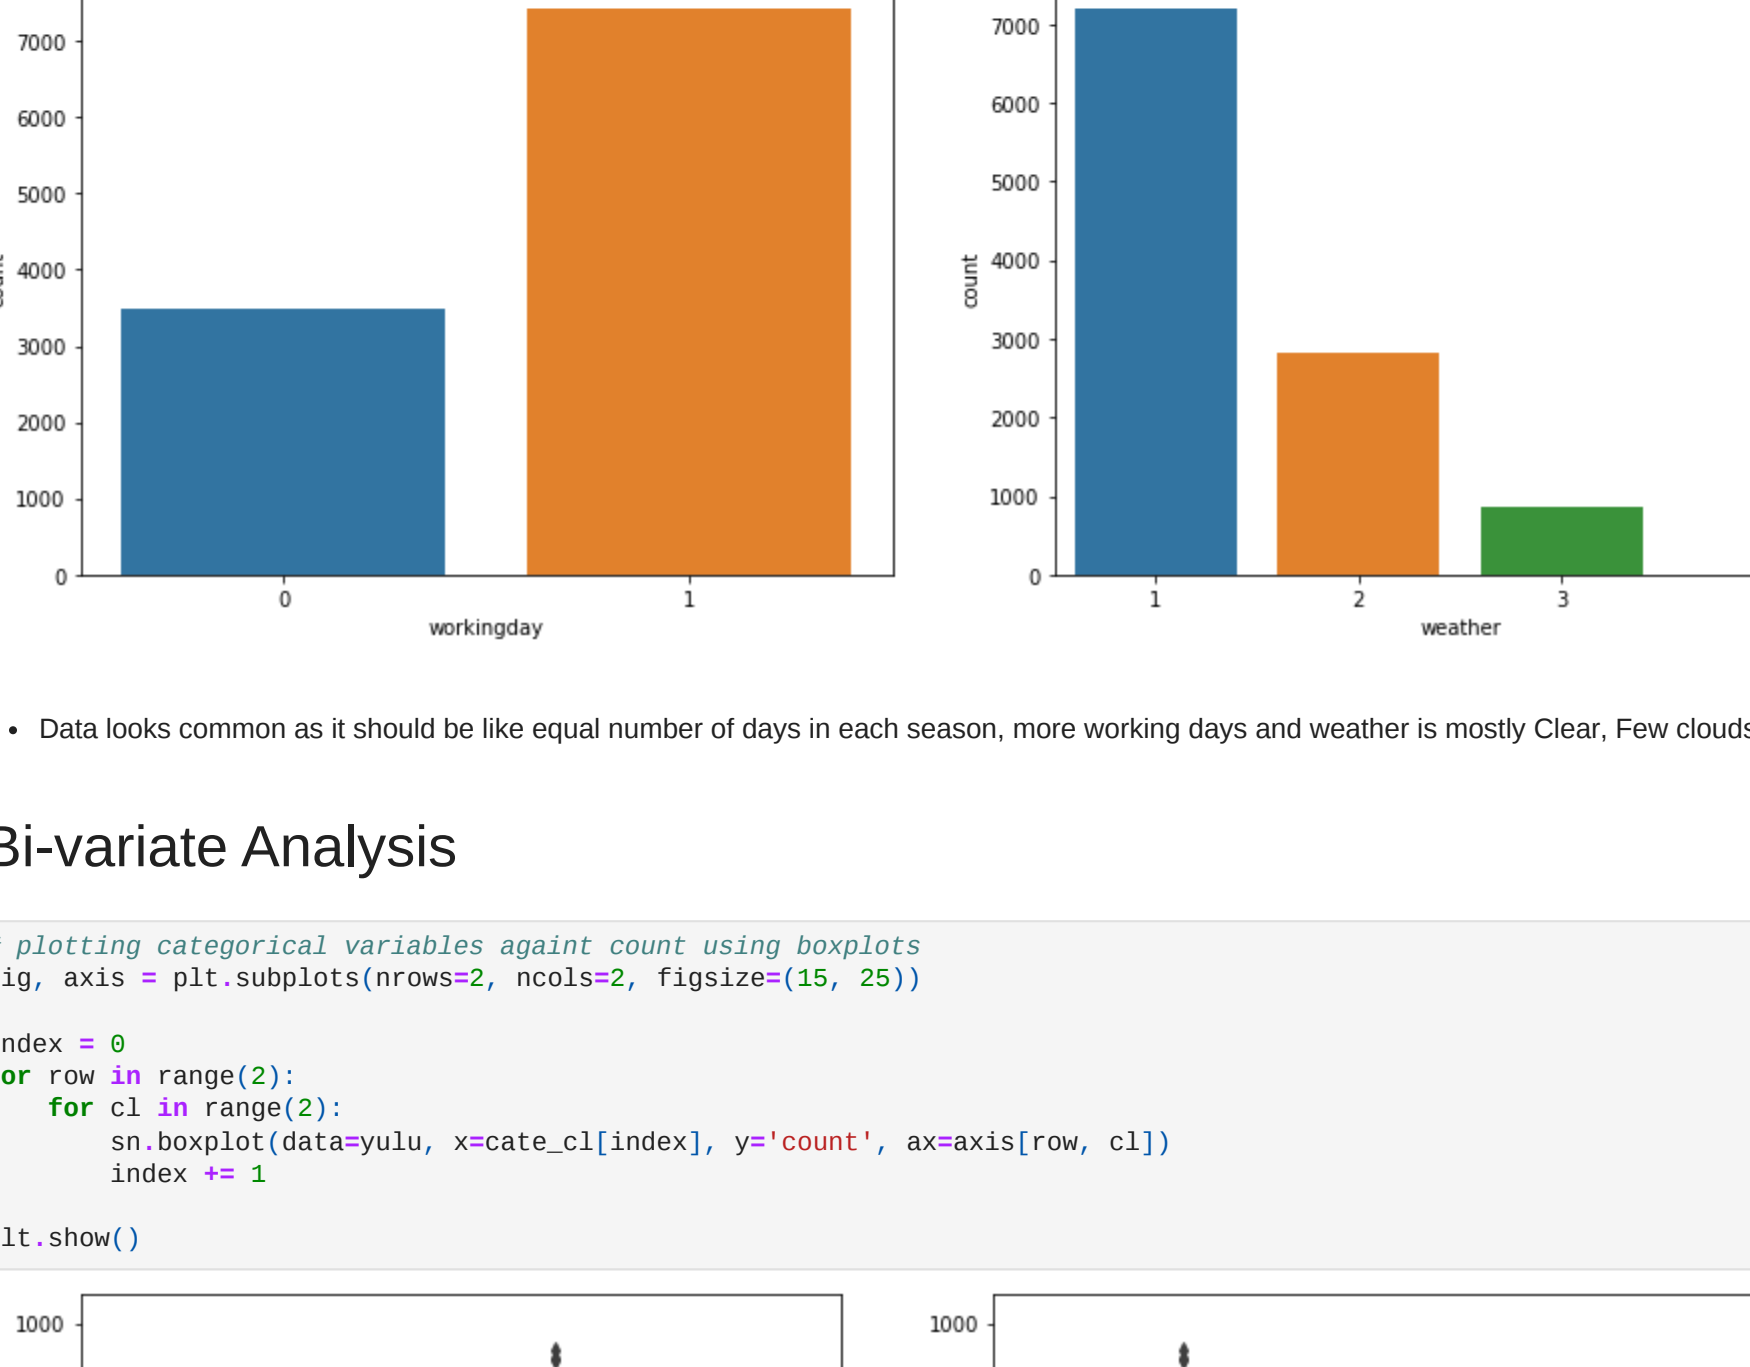 7000
6000
5000
4000
3000
2000
1000
0
0 1
workingday
7000
6000
5000
4000
3000
2000
1000
0
count
1 2 3
weather
Data looks common as it should be like equal number of days in each season, more working days and weather is mostly Clear, Few clouds
Bi-variate Analysis
plotting categorical variables againt count using boxplots
ig, axis = plt.subplots(nrows=2, ncols=2, figsize=(15, 25))
ndex = 0
or row in range(2):
for cl in range(2):
sn.boxplot(data=yulu, x=cate_cl[index], y='count', ax=axis[row, cl])
index += 1
lt.show()
1000
1000